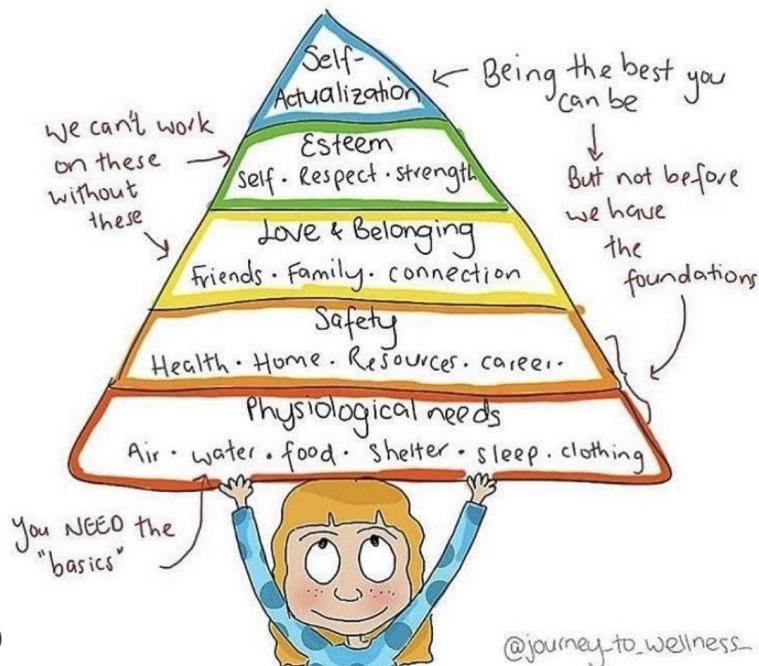 Self-
Actualization
Being the best you
can be
we can't work
on these
without
these
Esteem
Self. Respect. strength
But not before
we have
the
foundations
Love & Belonging
Friends. Family. connection
Safety
Health. Home. Resources. career.
Physiological needs
Air. water. food. Shelter. sleep. clothing
You NEED the
"basics"
@journey_to_wellness_